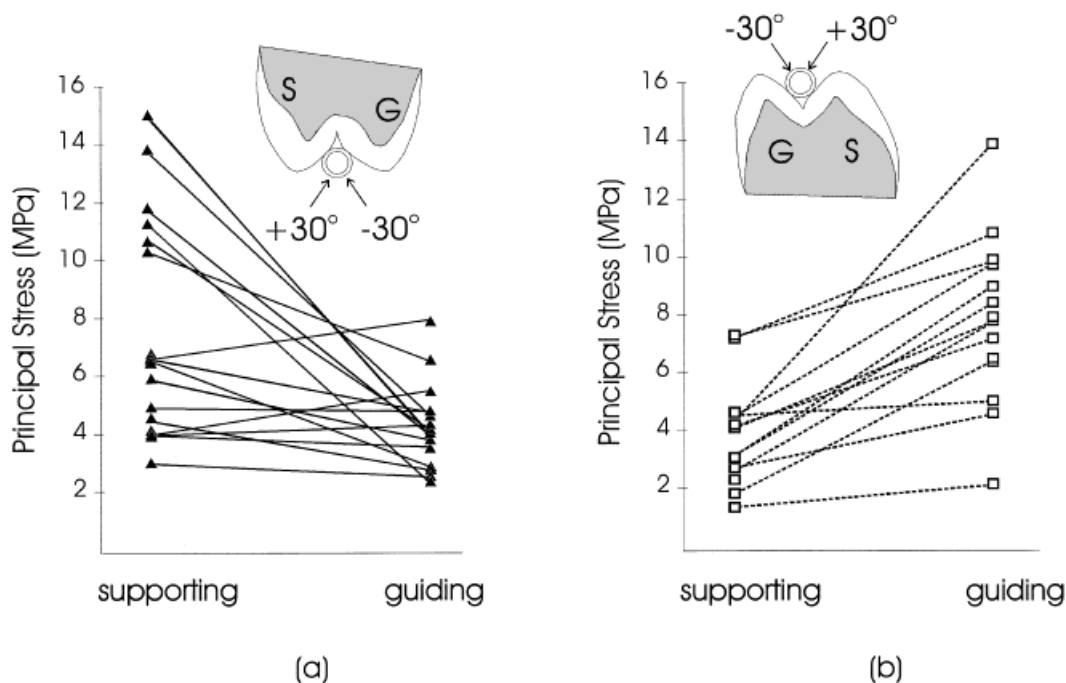 16
14
12
10
8
6
4
2
Principal Stress (MPa)
S
G
+30° -30°
supporting
guiding
(a)
-30° +30°
G
S
16
14
12
10
8
6
4
2
Principal Stress (MPa)
supporting
guiding
(b)